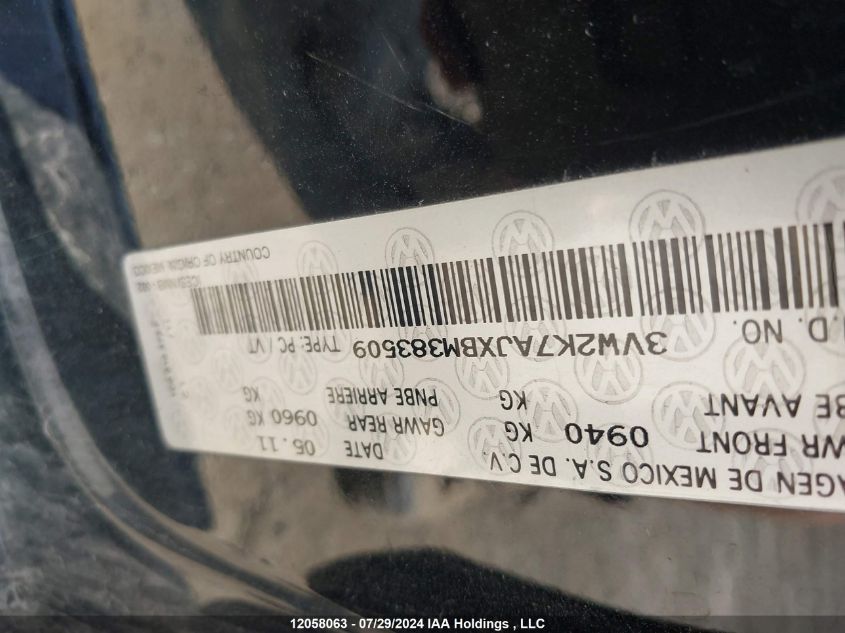 AGEN DE MEXICO S.A. DE C.V. DATE 05.11
WR FRONT 0940 KG GAWR REAR 0960 KG
BE AVANT KG PNBE ARRIERE KG
.D. NO. 3VW2K7AJXBM383509 TYPE: PC / VT
COUNTRY OF ORIGIN: MEXICO
12058063 - 07/29/2024 IAA Holdings , LLC